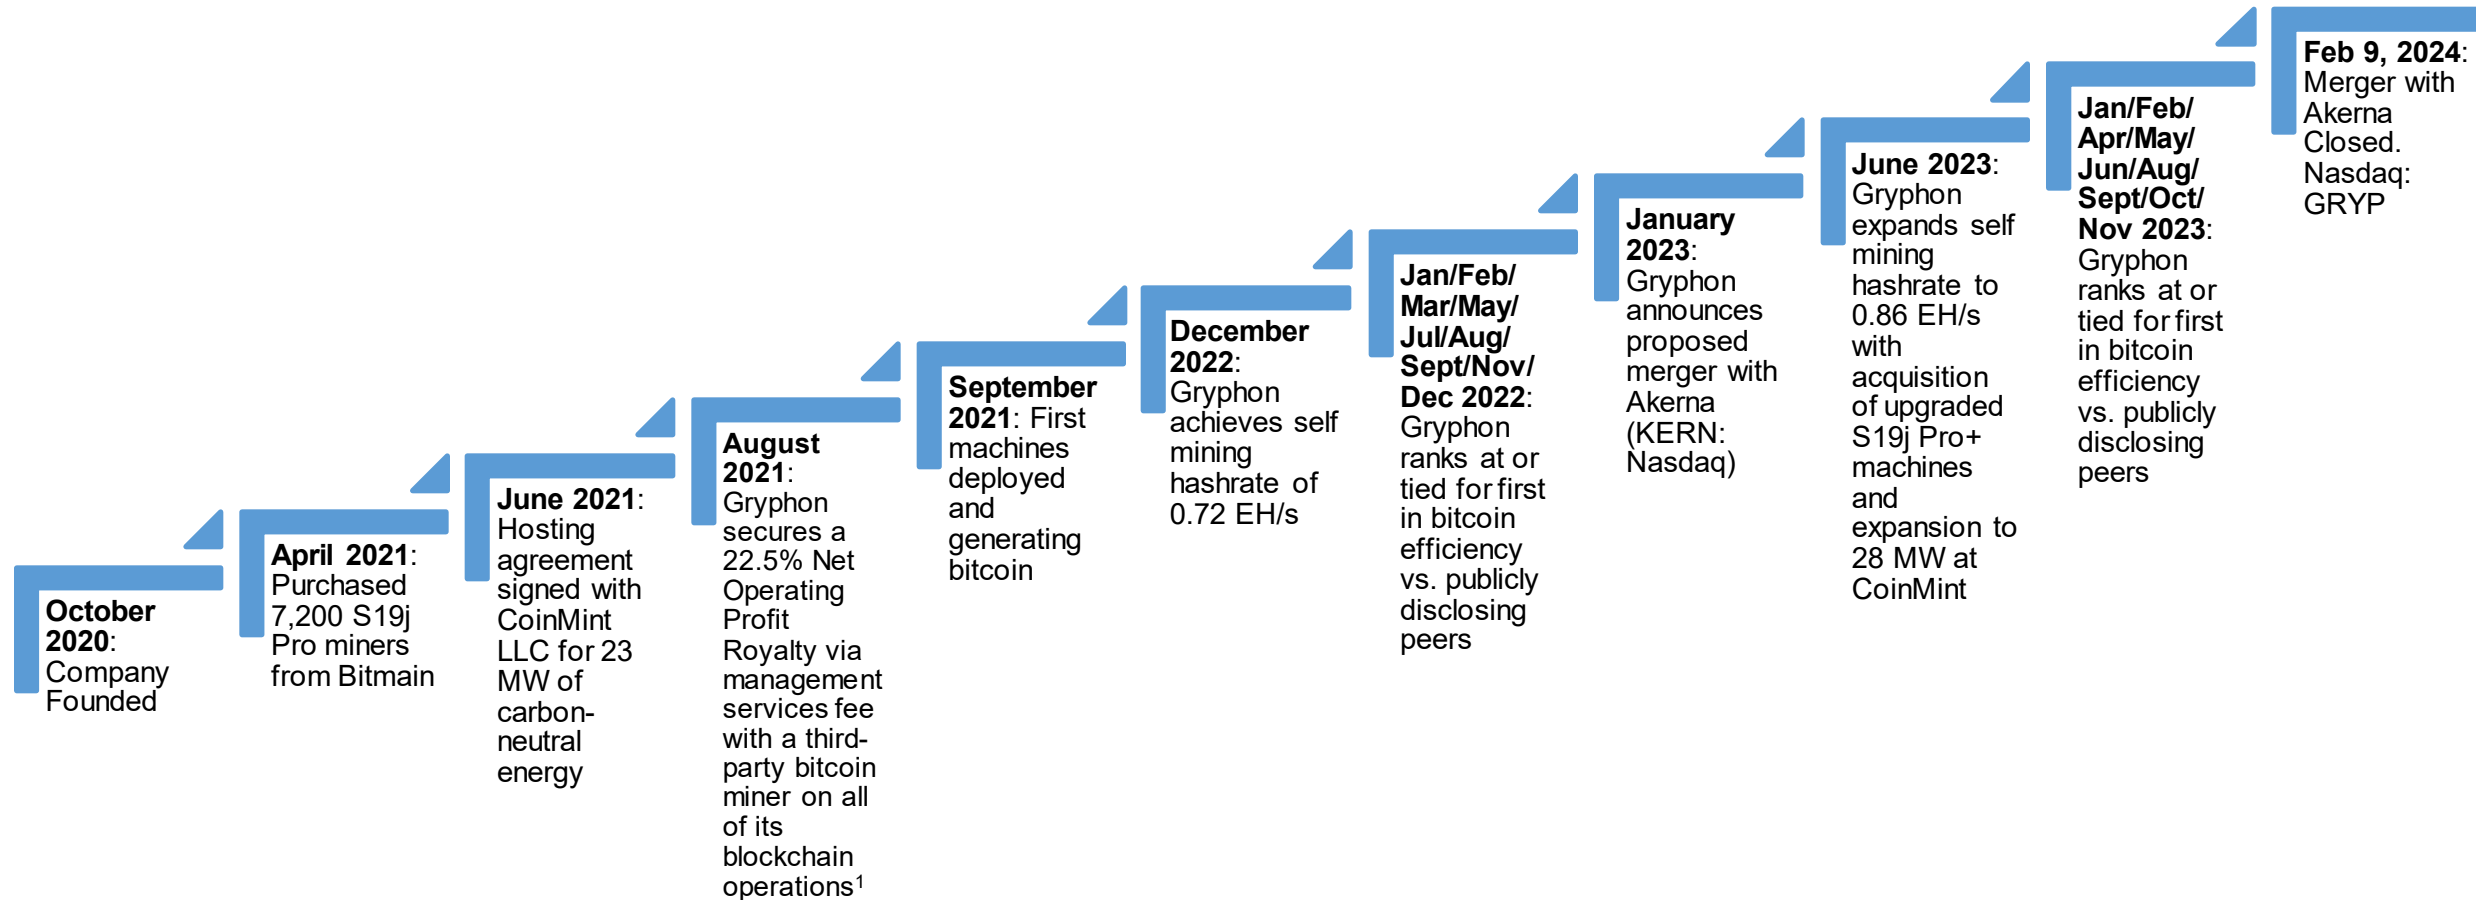 October
2020:
Company
Founded
April 2021:
Purchased
7,200 S19j
Pro miners
from Bitmain
June 2021:
Hosting
agreement
signed with
CoinMint
LLC for 23
MW of
carbon-
neutral
energy
August
2021:
Gryphon
secures a
22.5% Net
Operating
Profit
Royalty via
management
services fee
with a third-
party bitcoin
miner on all
of its
blockchain
operations¹
September
2021: First
machines
deployed
and
generating
bitcoin
December
2022:
Gryphon
achieves self
mining
hashrate of
0.72 EH/s
Jan/Feb/
Mar/May/
Jul/Aug/
Sept/Nov/
Dec 2022:
Gryphon
ranks at or
tied for first
in bitcoin
efficiency
vs. publicly
disclosing
peers
January
2023:
Gryphon
announces
proposed
merger with
Akerna
(KERN:
Nasdaq)
June 2023:
Gryphon
expands self
mining
hashrate to
0.86 EH/s
with
acquisition
of upgraded
S19j Pro+
machines
and
expansion to
28 MW at
CoinMint
Jan/Feb/
Apr/May/
Jun/Aug/
Sept/Oct/
Nov 2023:
Gryphon
ranks at or
tied for first
in bitcoin
efficiency
vs. publicly
disclosing
peers
Feb 9, 2024:
Merger with
Akerna
Closed.
Nasdaq:
GRYP